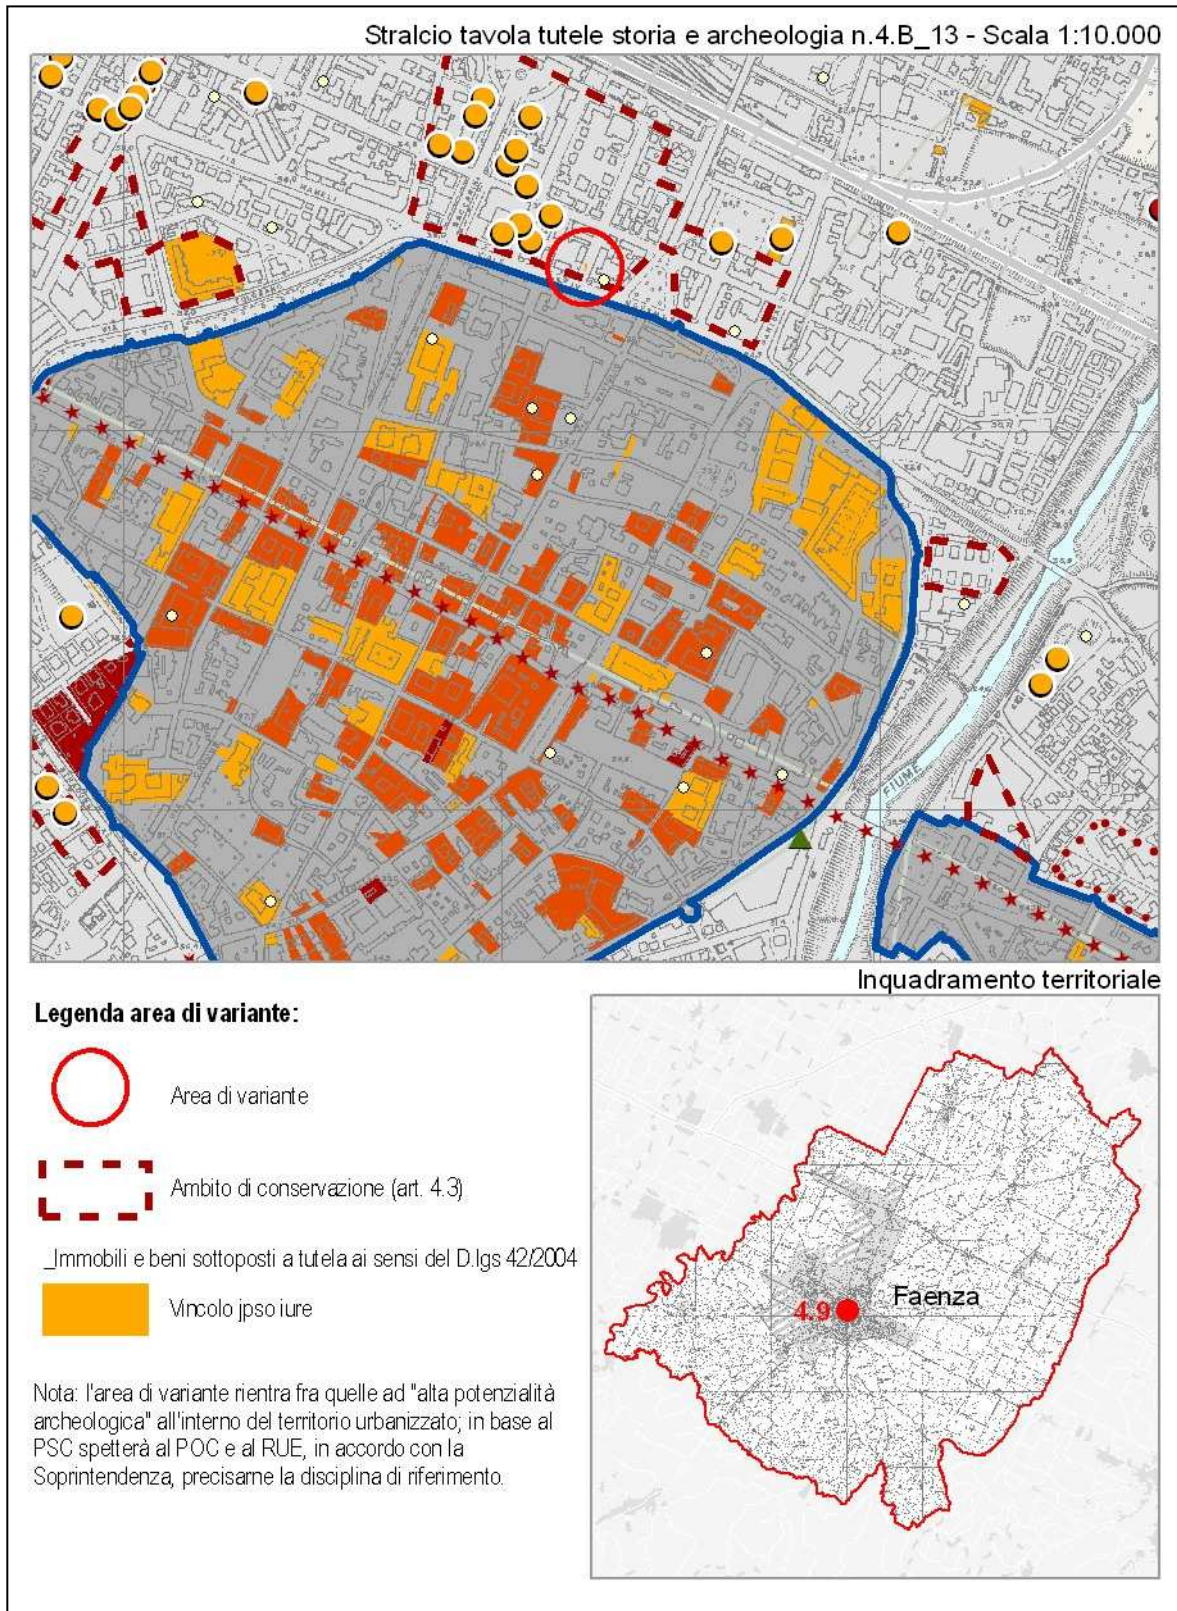 Stralcio tavola tutele storia e archeologia n.4.B_13 - Scala 1:10.000
FIUME
Inquadramento territoriale
Legenda area di variante:
Area di variante
Ambito di conservazione (art. 4.3)
_Immobili e beni sottoposti a tutela ai sensi del D.lgs 42/2004
Vincolo jpso iure
Nota: l'area di variante rientra fra quelle ad "alta potenzialità
archeologica" all'interno del territorio urbanizzato; in base al
PSC spetterà al POC e al RUE, in accordo con la
Soprintendenza, precisarne la disciplina di riferimento.
Faenza
4.9